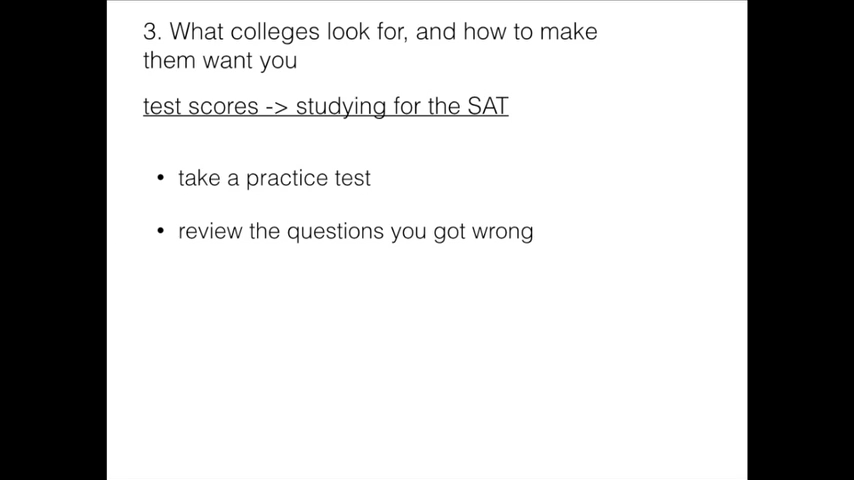 3. What colleges look for, and how to make
them want you
test scores -> studying for the SAT
• take a practice test
• review the questions you got wrong